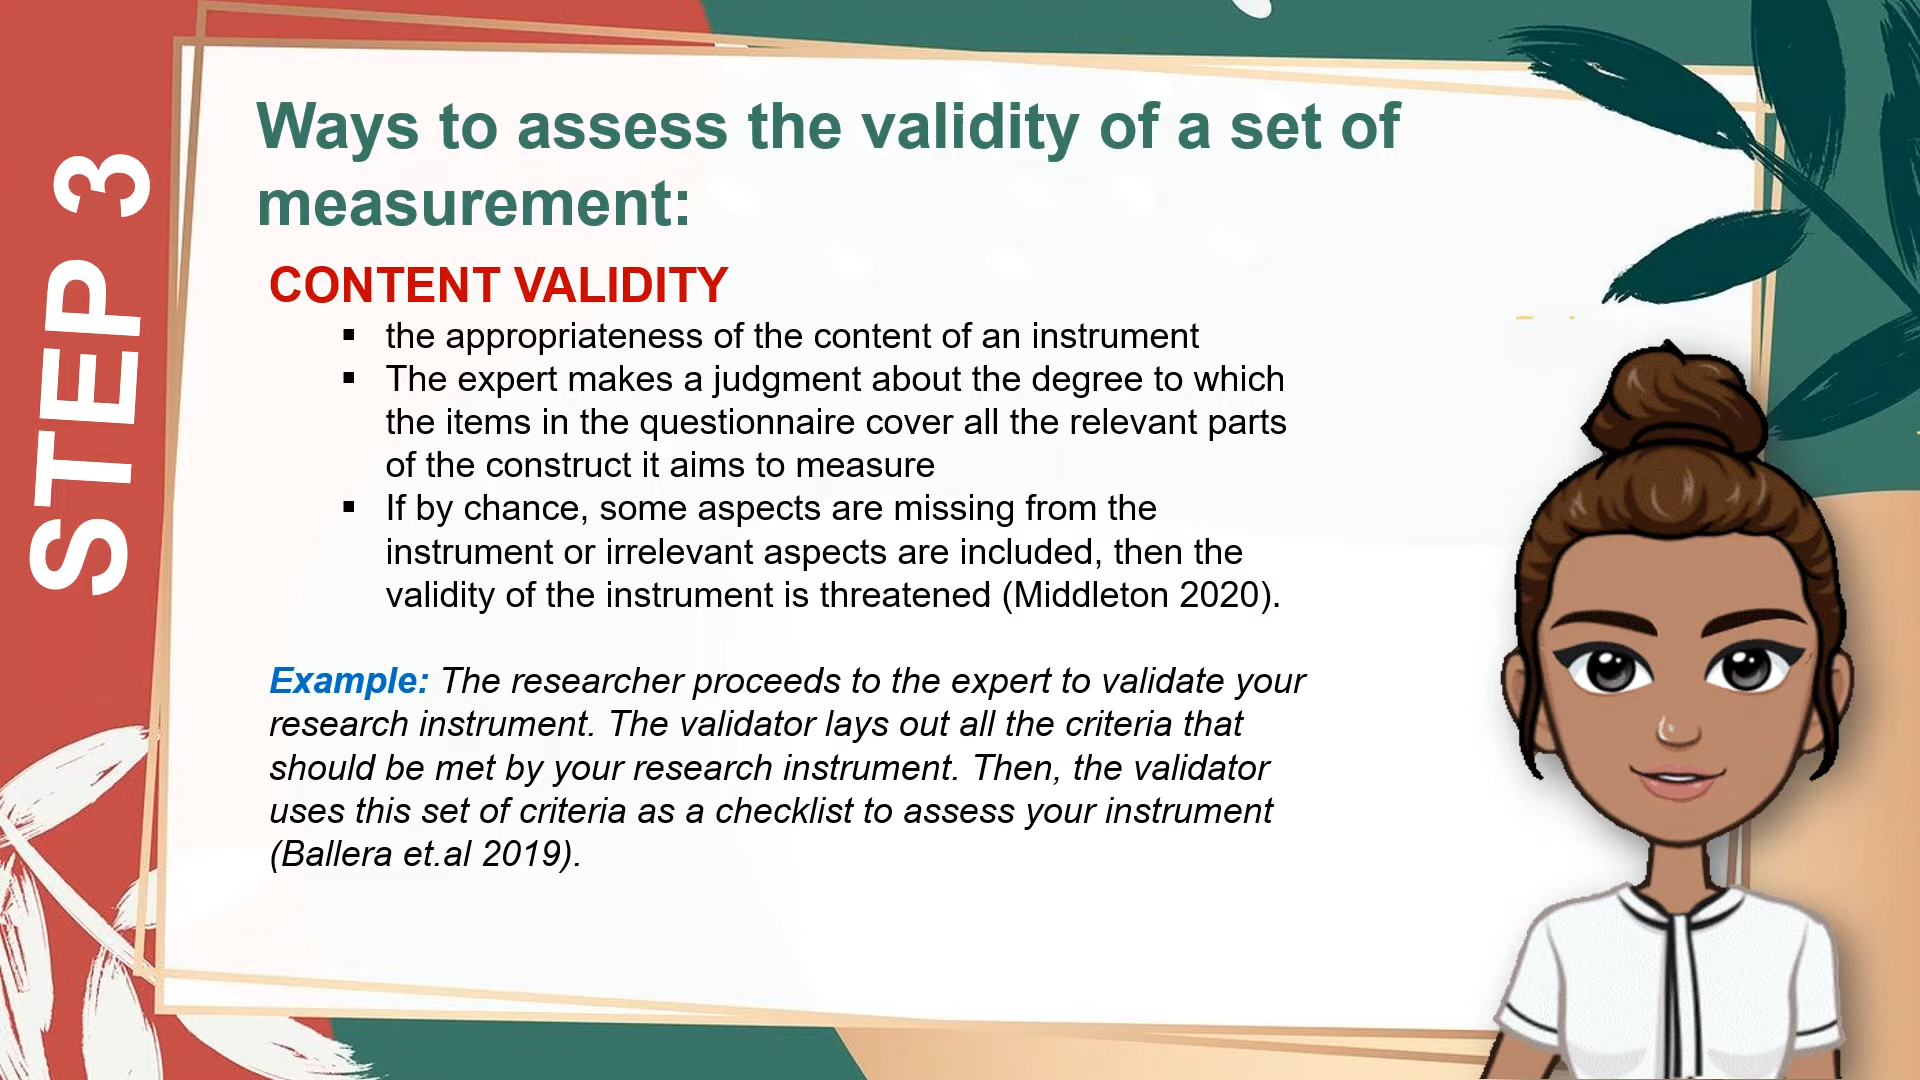 STEP 3
Ways to assess the validity of a set of
measurement:
CONTENT VALIDITY
▪ the appropriateness of the content of an instrument
▪ The expert makes a judgment about the degree to which
the items in the questionnaire cover all the relevant parts
of the construct it aims to measure
▪ If by chance, some aspects are missing from the
instrument or irrelevant aspects are included, then the
validity of the instrument is threatened (Middleton 2020).
Example: The researcher proceeds to the expert to validate your
research instrument. The validator lays out all the criteria that
should be met by your research instrument. Then, the validator
uses this set of criteria as a checklist to assess your instrument
(Ballera et.al 2019).